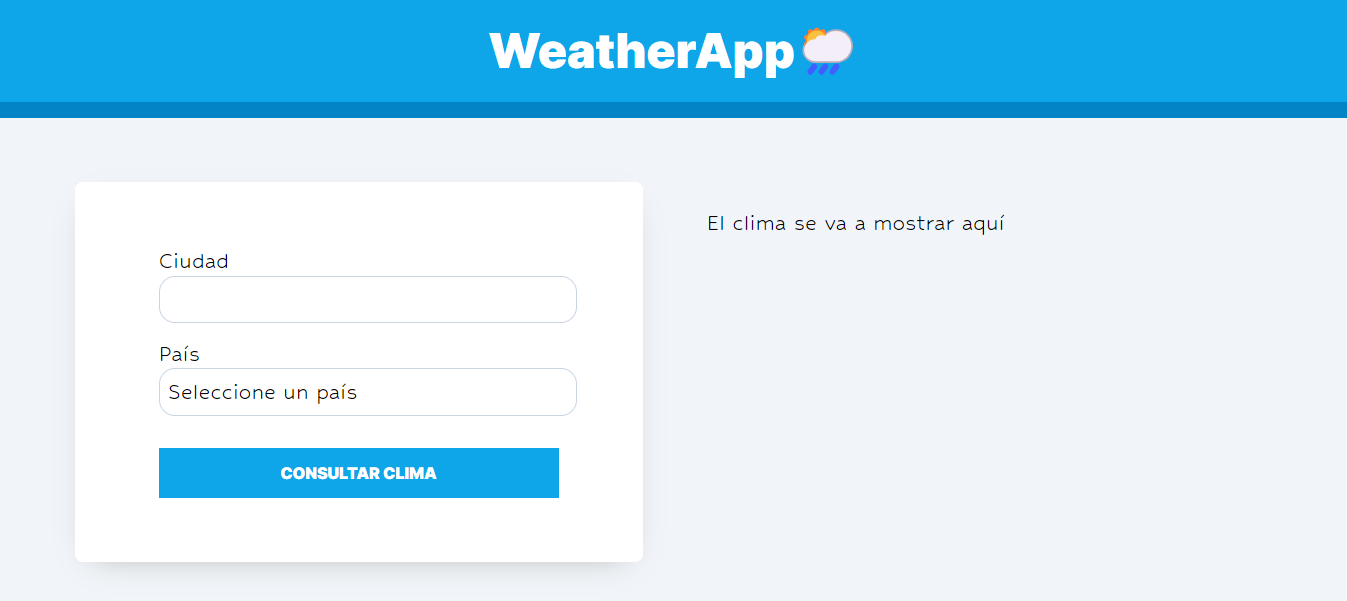 WeatherApp
Ciudad
País
Seleccione un país
CONSULTAR CLIMA
El clima se va a mostrar aquí